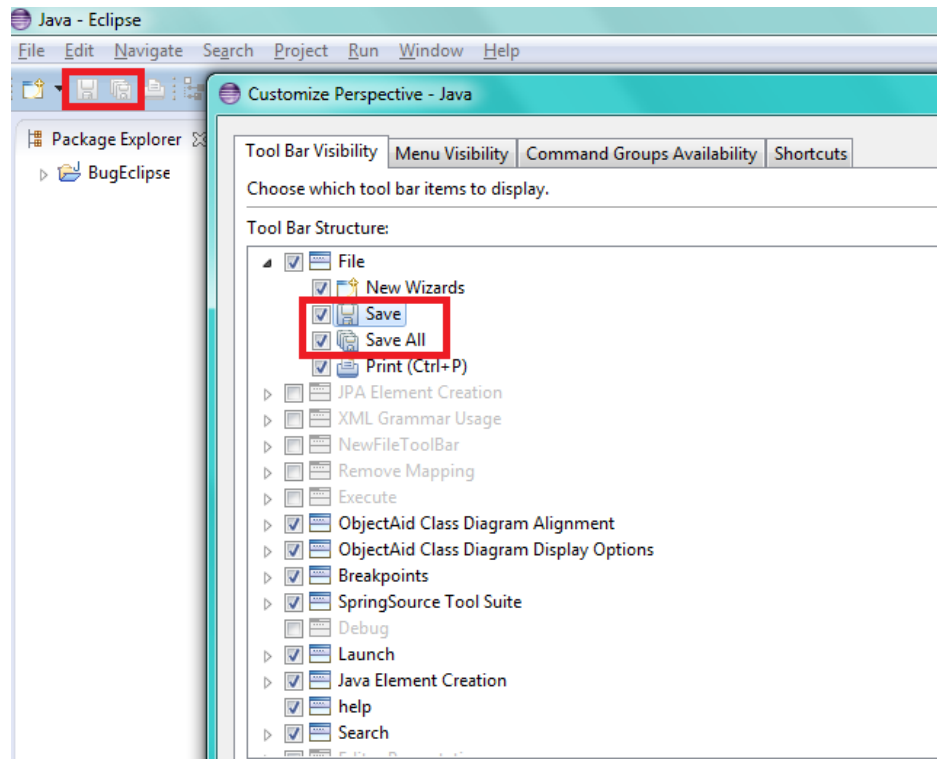 Java - Eclipse
File Edit Navigate Search Project Run Window Help
Customize Perspective - Java
Package Explorer
BugEclipse
Tool Bar Visibility Menu Visibility Command Groups Availability Shortcuts
Choose which tool bar items to display.
Tool Bar Structure:
File
New Wizards
Save
Save All
Print (Ctrl+P)
JPA Element Creation
XML Grammar Usage
NewFileToolBar
Remove Mapping
Execute
ObjectAid Class Diagram Alignment
ObjectAid Class Diagram Display Options
Breakpoints
SpringSource Tool Suite
Debug
Launch
Java Element Creation
help
Search